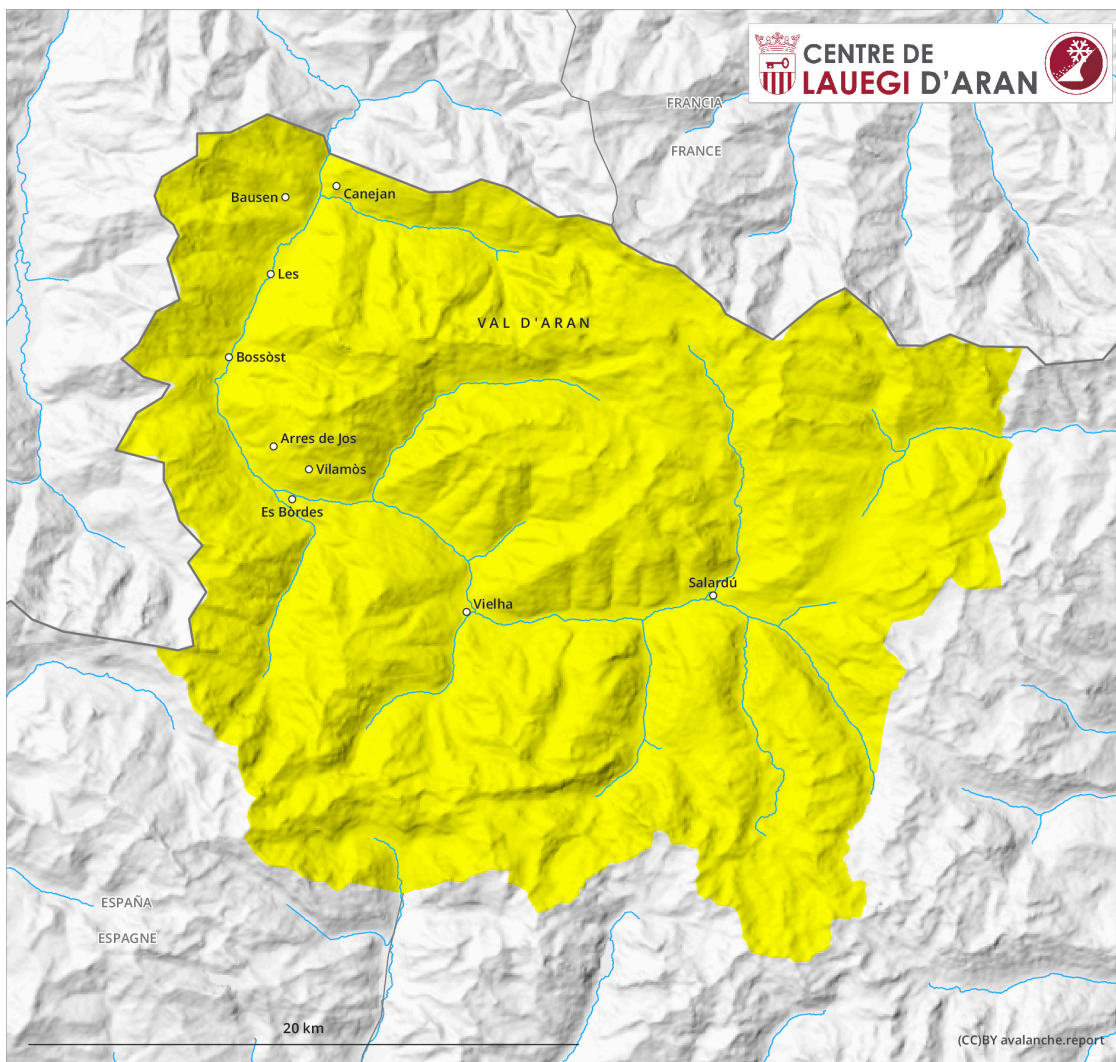 CENTRE DE
LAUEGI D'ARAN
FRANCIA
FRANCE
Bausen
Canejan
Les
VAL D'ARAN
Bossòst
Arres de Jos
Vilamòs
Es Bòrdes
Salardú
Vielha
ESPAÑA
ESPAGNE
20 km
(CC)BY avalanche.report